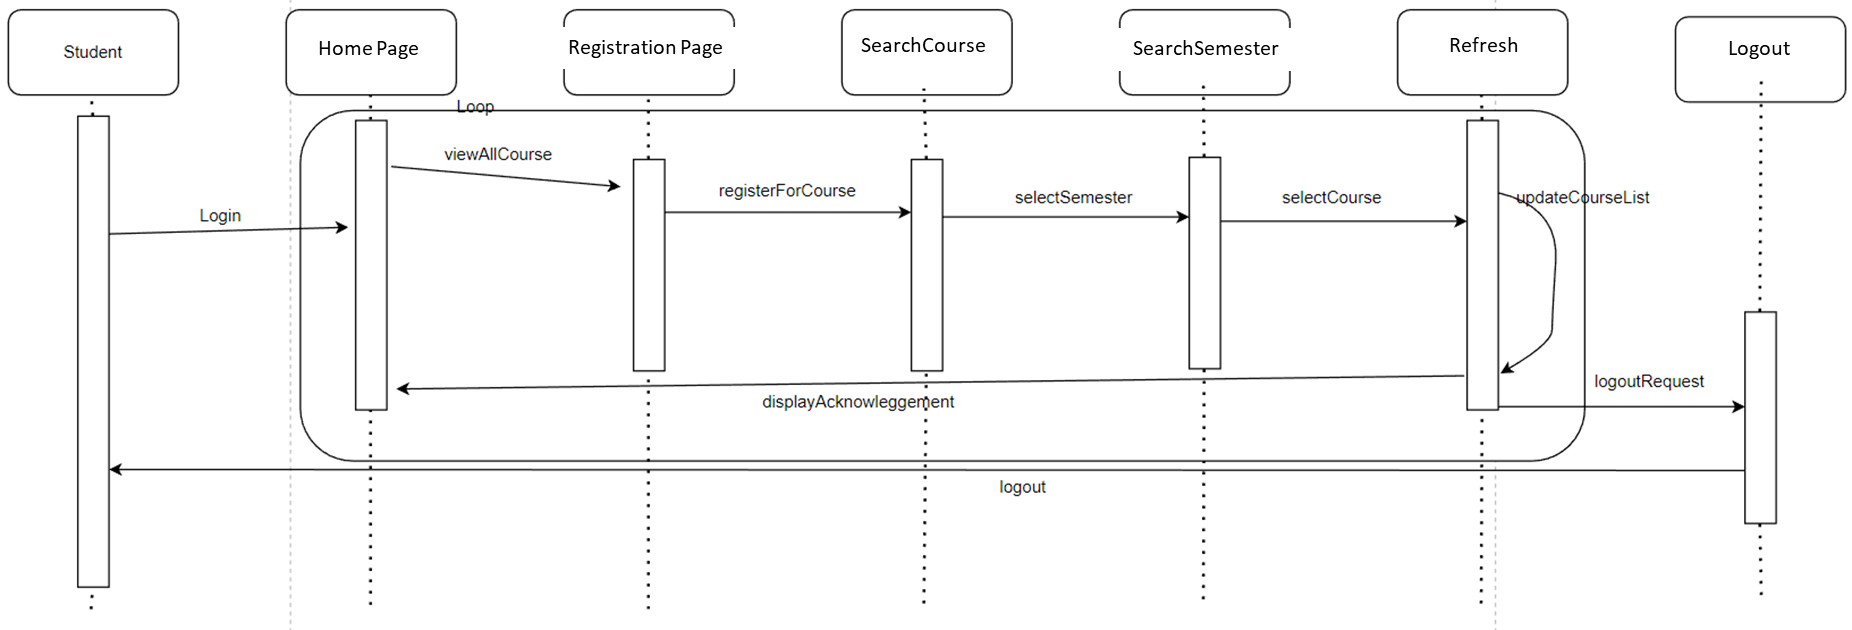 Student
Home Page
Registration Page
SearchCourse
SearchSemester
Refresh
Logout
Loop
viewAllCourse
registerForCourse
selectSemester
selectCourse
updateCourseList
Login
logoutRequest
displayAcknowleggement
logout